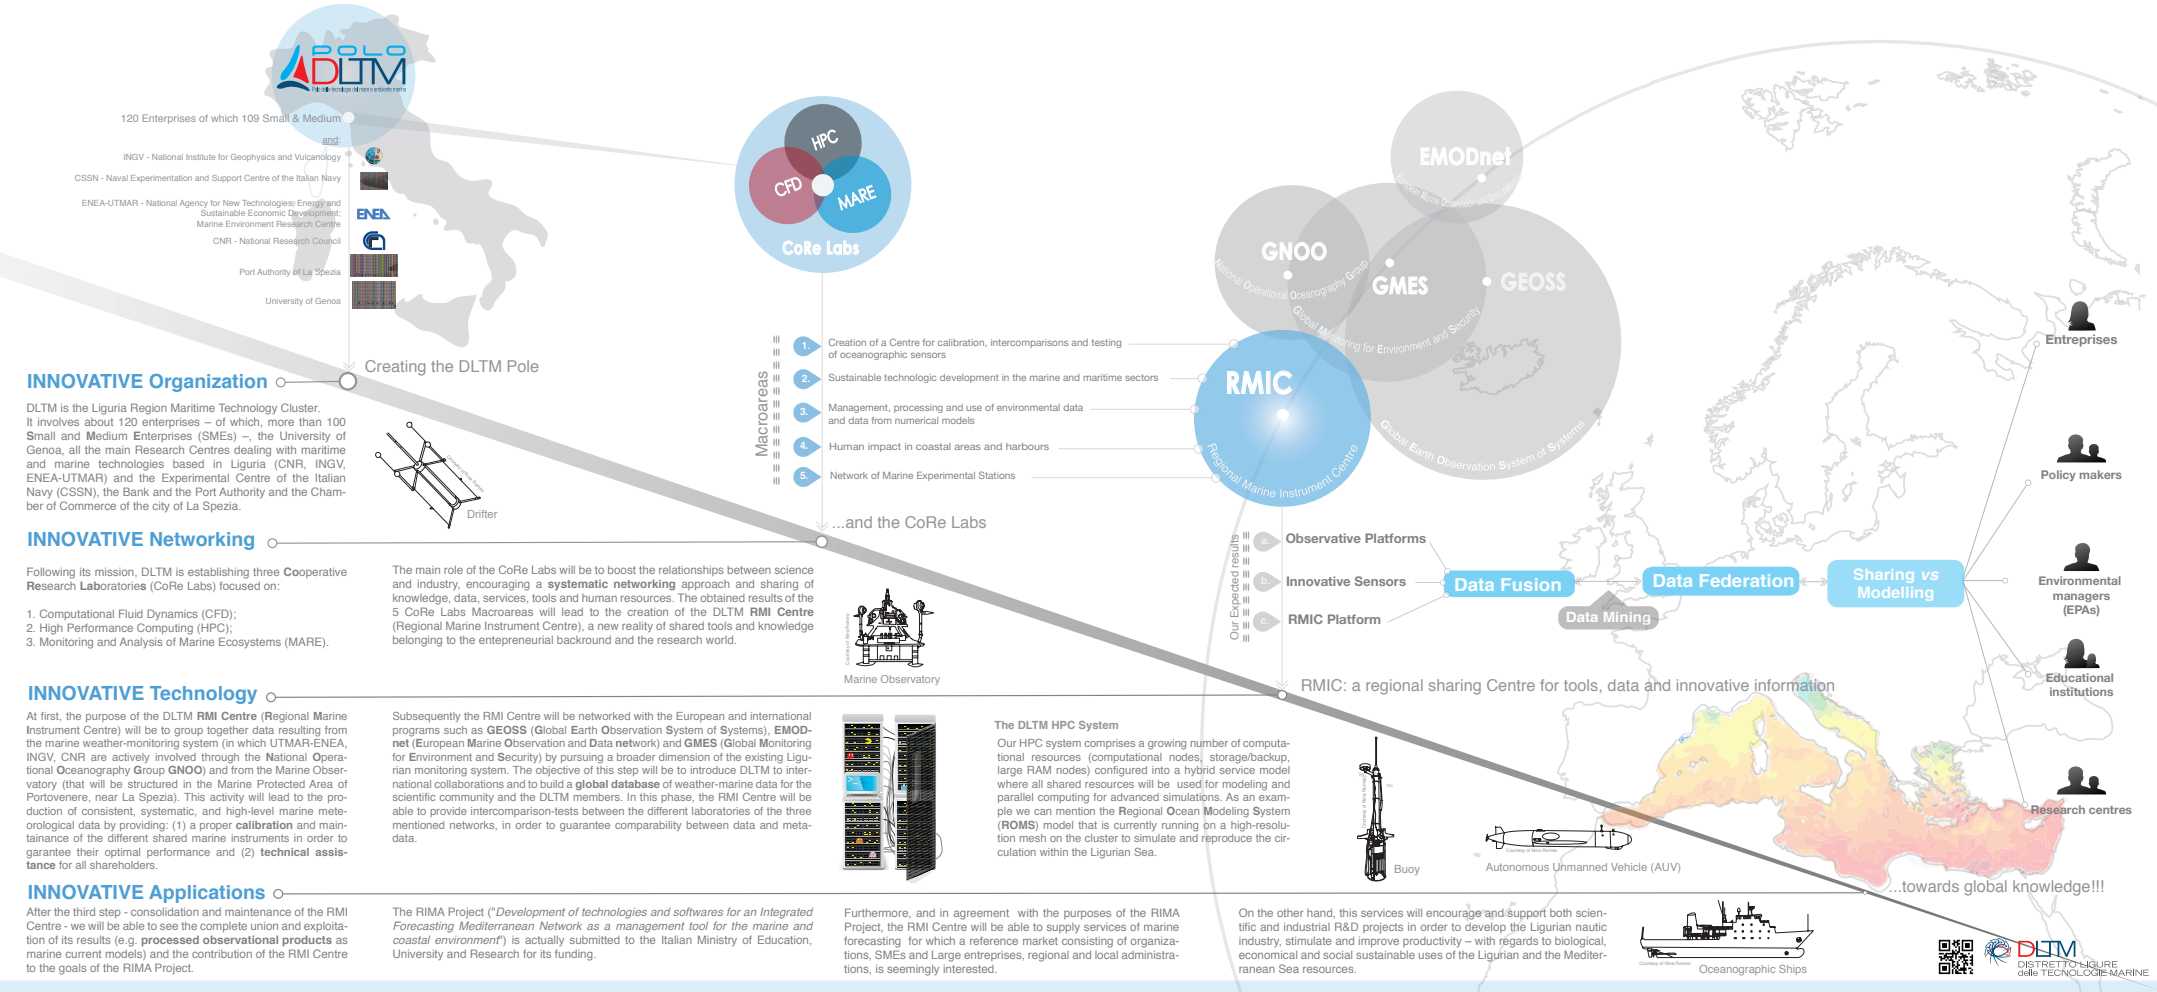 POLO
DLTM
Polo delle tecnologie del mare e ambiente marino
120 Enterprises of which 109 Small & Medium
and:
INGV - National Institute for Geophysics and Vulcanology
CSSN - Naval Experimentation and Support Centre of the Italian Navy
ENEA-UTMAR - National Agency for New Technologies, Energy and
Sustainable Economic Development;
Marine Environment Research Centre
ENEA
CNR - National Research Council
Port Authority of La Spezia
University of Genoa
Creating the DLTM Pole
HPC
CFD
MARE
CoRe Labs
Macroareas
1. Creation of a Centre for calibration, intercomparisons and testing
of oceanographic sensors
2. Sustainable technologic development in the marine and maritime sectors
3. Management, processing and use of environmental data
and data from numerical models
4. Human impact in coastal areas and harbours
5. Network of Marine Experimental Stations
...and the CoRe Labs
EMODnet
European Marine Observation and Data network
GNOO
National Operational Oceanography Group
GMES
Global Monitoring for Environment and Security
GEOSS
Global Earth Observation System of Systems
RMIC
Regional Marine Instrument Centre
Our Expected results
a. Observative Platforms
b. Innovative Sensors
c. RMIC Platform
Data Fusion
Data Mining
Data Federation
Sharing vs
Modelling
Entreprises
Policy makers
Environmental
managers
(EPAs)
Educational
institutions
Research centres
RMIC: a regional sharing Centre for tools, data and innovative information
INNOVATIVE Organization
DLTM is the Liguria Region Maritime Technology Cluster.
It involves about 120 enterprises – of which, more than 100
Small and Medium Enterprises (SMEs) –, the University of
Genoa, all the main Research Centres dealing with maritime
and marine technologies based in Liguria (CNR, INGV,
ENEA-UTMAR) and the Experimental Centre of the Italian
Navy (CSSN), the Bank and the Port Authority and the Cham-
ber of Commerce of the city of La Spezia.
Drifter
INNOVATIVE Networking
Following its mission, DLTM is establishing three Cooperative
Research Laboratories (CoRe Labs) focused on:
1. Computational Fluid Dynamics (CFD);
2. High Performance Computing (HPC);
3. Monitoring and Analysis of Marine Ecosystems (MARE).
The main role of the CoRe Labs will be to boost the relationships between science
and industry, encouraging a systematic networking approach and sharing of
knowledge, data, services, tools and human resources. The obtained results of the
5 CoRe Labs Macroareas will lead to the creation of the DLTM RMI Centre
(Regional Marine Instrument Centre), a new reality of shared tools and knowledge
belonging to the entepreneurial backround and the research world.
Marine Observatory
INNOVATIVE Technology
At first, the purpose of the DLTM RMI Centre (Regional Marine
Instrument Centre) will be to group together data resulting from
the marine weather-monitoring system (in which UTMAR-ENEA,
INGV, CNR are actively involved through the National Opera-
tional Oceanography Group GNOO) and from the Marine Obser-
vatory (that will be structured in the Marine Protected Area of
Portovenere, near La Spezia). This activity will lead to the pro-
duction of consistent, systematic, and high-level marine mete-
orological data by providing: (1) a proper calibration and main-
tainance of the different shared marine instruments in order to
garantee their optimal performance and (2) technical assis-
tance for all shareholders.
Subsequently the RMI Centre will be networked with the European and international
programs such as GEOSS (Global Earth Observation System of Systems), EMOD-
net (European Marine Observation and Data network) and GMES (Global Monitoring
for Environment and Security) by pursuing a broader dimension of the existing Ligu-
rian monitoring system. The objective of this step will be to introduce DLTM to inter-
national collaborations and to build a global database of weather-marine data for the
scientific community and the DLTM members. In this phase, the RMI Centre will be
able to provide intercomparison-tests between the different laboratories of the three
mentioned networks, in order to guarantee comparability between data and meta-
data.
The DLTM HPC System
Our HPC system comprises a growing number of computa-
tional resources (computational nodes, storage/backup,
large RAM nodes) configured into a hybrid service model
where all shared resources will be used for modeling and
parallel computing for advanced simulations. As an exam-
ple we can mention the Regional Ocean Modeling System
(ROMS) model that is currently running on a high-resolu-
tion mesh on the cluster to simulate and reproduce the cir-
culation within the Ligurian Sea.
Buoy
Autonomous Unmanned Vehicle (AUV)
...towards global knowledge!!!
INNOVATIVE Applications
After the third step - consolidation and maintenance of the RMI
Centre - we will be able to see the complete union and exploita-
tion of its results (e.g. processed observational products as
marine current models) and the contribution of the RMI Centre
to the goals of the RIMA Project.
The RIMA Project ("Development of technologies and softwares for an Integrated
Forecasting Mediterranean Network as a management tool for the marine and
coastal environment") is actually submitted to the Italian Ministry of Education,
University and Research for its funding.
Furthermore, and in agreement with the purposes of the RIMA
Project, the RMI Centre will be able to supply services of marine
forecasting for which a reference market consisting of organiza-
tions, SMEs and Large entreprises, regional and local administra-
tions, is seemingly interested.
On the other hand, this services will encourage and support both scien-
tific and industrial R&D projects in order to develop the Ligurian nautic
industry, stimulate and improve productivity – with regards to biological,
economical and social sustainable uses of the Ligurian and the Mediter-
ranean Sea resources.
Oceanographic Ships
DLTM
DISTRETTO LIGURE
delle TECNOLOGIE MARINE